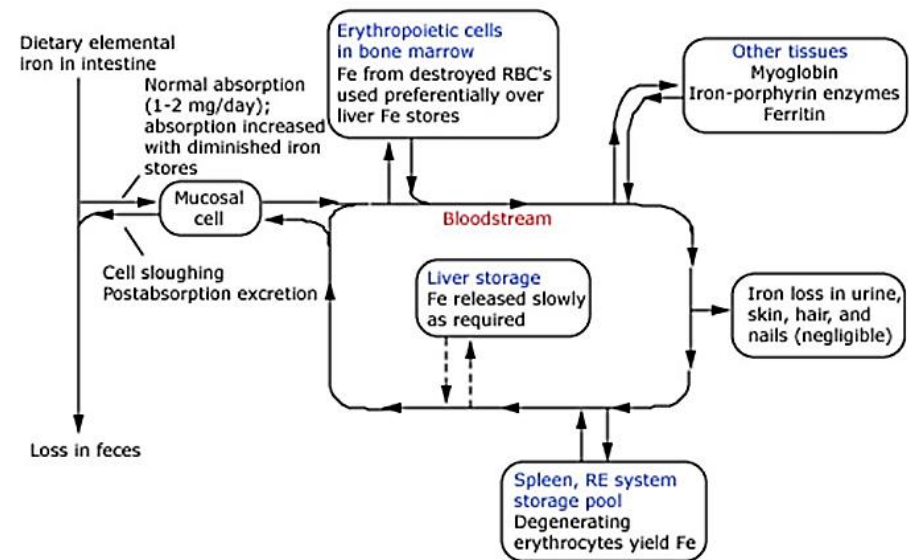 Dietary elemental
iron in intestine
Normal absorption
(1-2 mg/day);
absorption increased
with diminished iron
stores
Mucosal
cell
Cell sloughing
Postabsorption excretion
Loss in feces
Erythropoietic cells
in bone marrow
Fe from destroyed RBC's
used preferentially over
liver Fe stores
Other tissues
Myoglobin
Iron-porphyrin enzymes
Ferritin
Bloodstream
Liver storage
Fe released slowly
as required
Iron loss in urine,
skin, hair, and
nails (negligible)
Spleen, RE system
storage pool
Degenerating
erythrocytes yield Fe